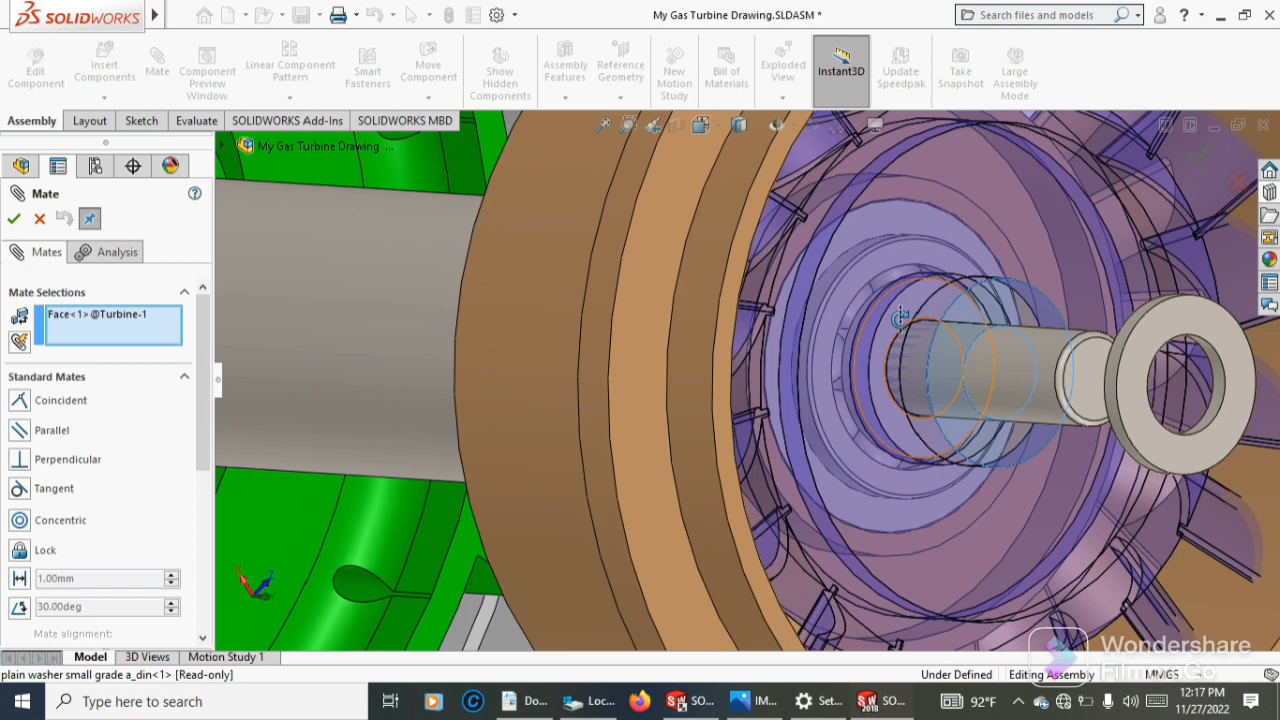 SOLIDWORKS
My Gas Turbine Drawing.SLDASM *
Search files and models
?
Edit Component
Insert Components
Mate
Component Preview Window
Linear Component Pattern
Smart Fasteners
Move Component
Show Hidden Components
Assembly Features
Reference Geometry
New Motion Study
Bill of Materials
Exploded View
Instant3D
Update Speedpak
Take Snapshot
Large Assembly Mode
Assembly
Layout
Sketch
Evaluate
SOLIDWORKS Add-Ins
SOLIDWORKS MBD
My Gas Turbine Drawing ...
Mate
?
Mates
Analysis
Mate Selections
Face<1>@Turbine-1
Standard Mates
Coincident
Parallel
Perpendicular
Tangent
Concentric
Lock
1.00mm
30.00deg
Mate alignment:
Model
3D Views
Motion Study 1
Wondershare
plain washer small grade a_din<1> [Read-only]
Under Defined
Editing Assembly
MMGS
Type here to search
Do...
Loc...
SO...
IM...
Set...
SW 2018
SO...
92°F
12:17 PM
11/27/2022